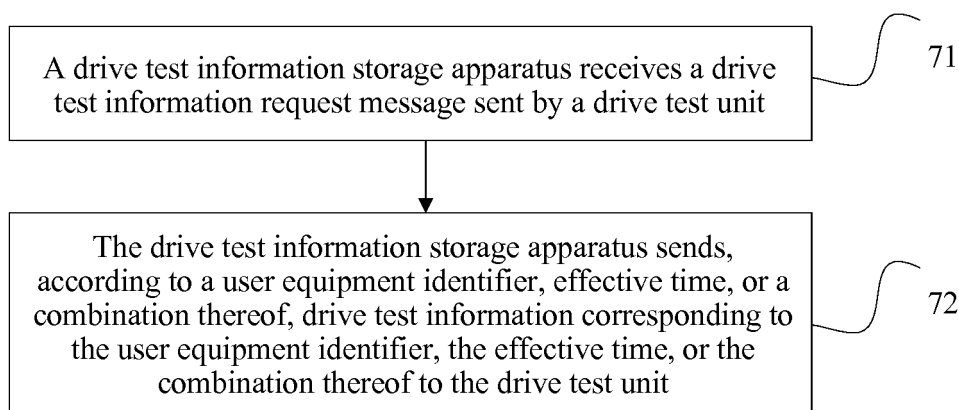 A drive test information storage apparatus receives a drive
test information request message sent by a drive test unit
71
The drive test information storage apparatus sends,
according to a user equipment identifier, effective time, or a
combination thereof, drive test information corresponding to
the user equipment identifier, the effective time, or the
combination thereof to the drive test unit
72